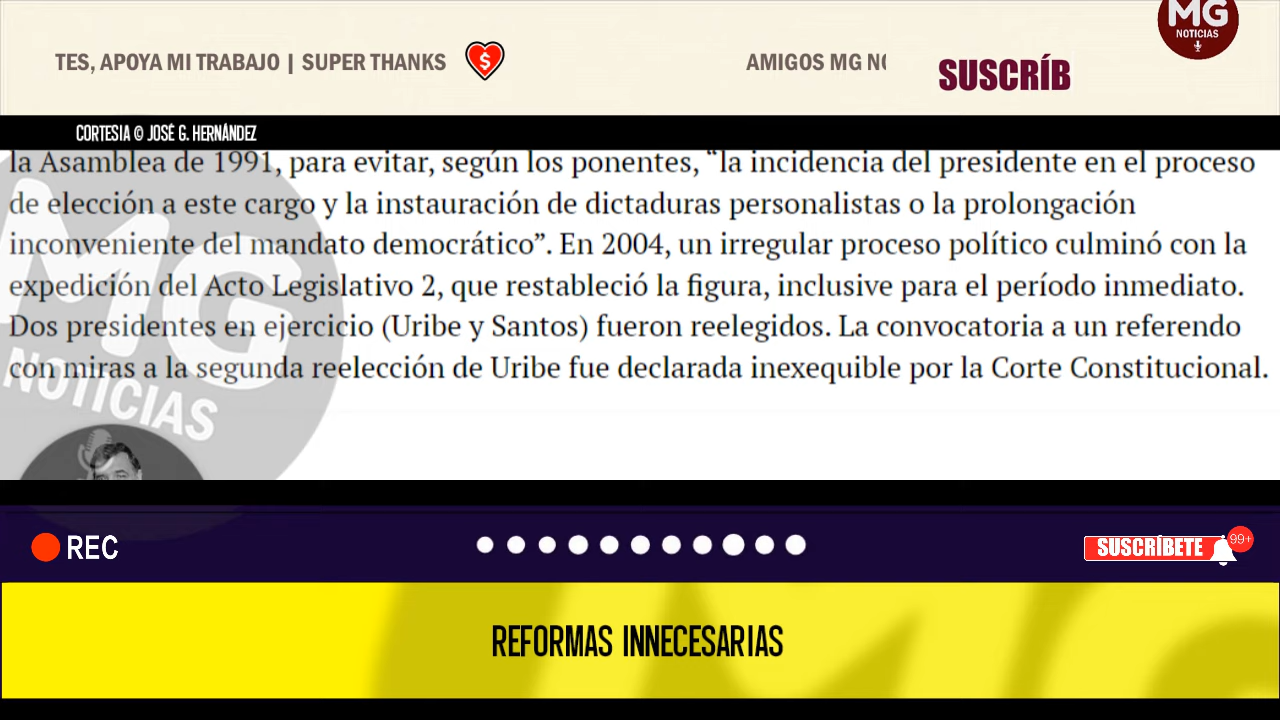 MG
NOTICIAS
TES, APOYA MI TRABAJO | SUPER THANKS
$
AMIGOS MG NO
SUSCRÍB
CORTESIA © JOSÉ G. HERNÁNDEZ
la Asamblea de 1991, para evitar, según los ponentes, “la incidencia del presidente en el proceso
de elección a este cargo y la instauración de dictaduras personalistas o la prolongación
inconveniente del mandato democrático”. En 2004, un irregular proceso político culminó con la
expedición del Acto Legislativo 2, que restableció la figura, inclusive para el período inmediato.
Dos presidentes en ejercicio (Uribe y Santos) fueron reelegidos. La convocatoria a un referendo
con miras a la segunda reelección de Uribe fue declarada inexequible por la Corte Constitucional.
MG
NOTICIAS
REC
SUSCRÍBETE
99+
REFORMAS INNECESARIAS